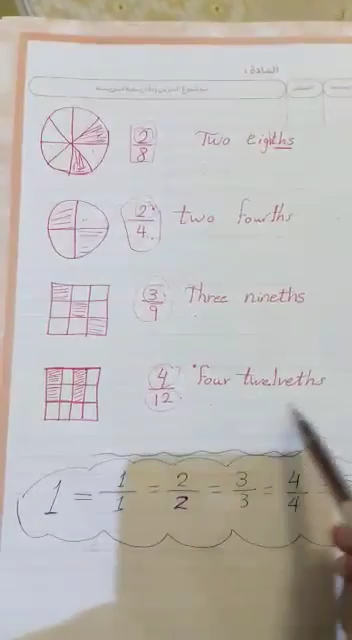 المادة :
2/8 Two eighths
2/4 two fourths
3/9 Three nineths
4/12 Four twelveths
1 = 1/1 = 2/2 = 3/3 = 4/4